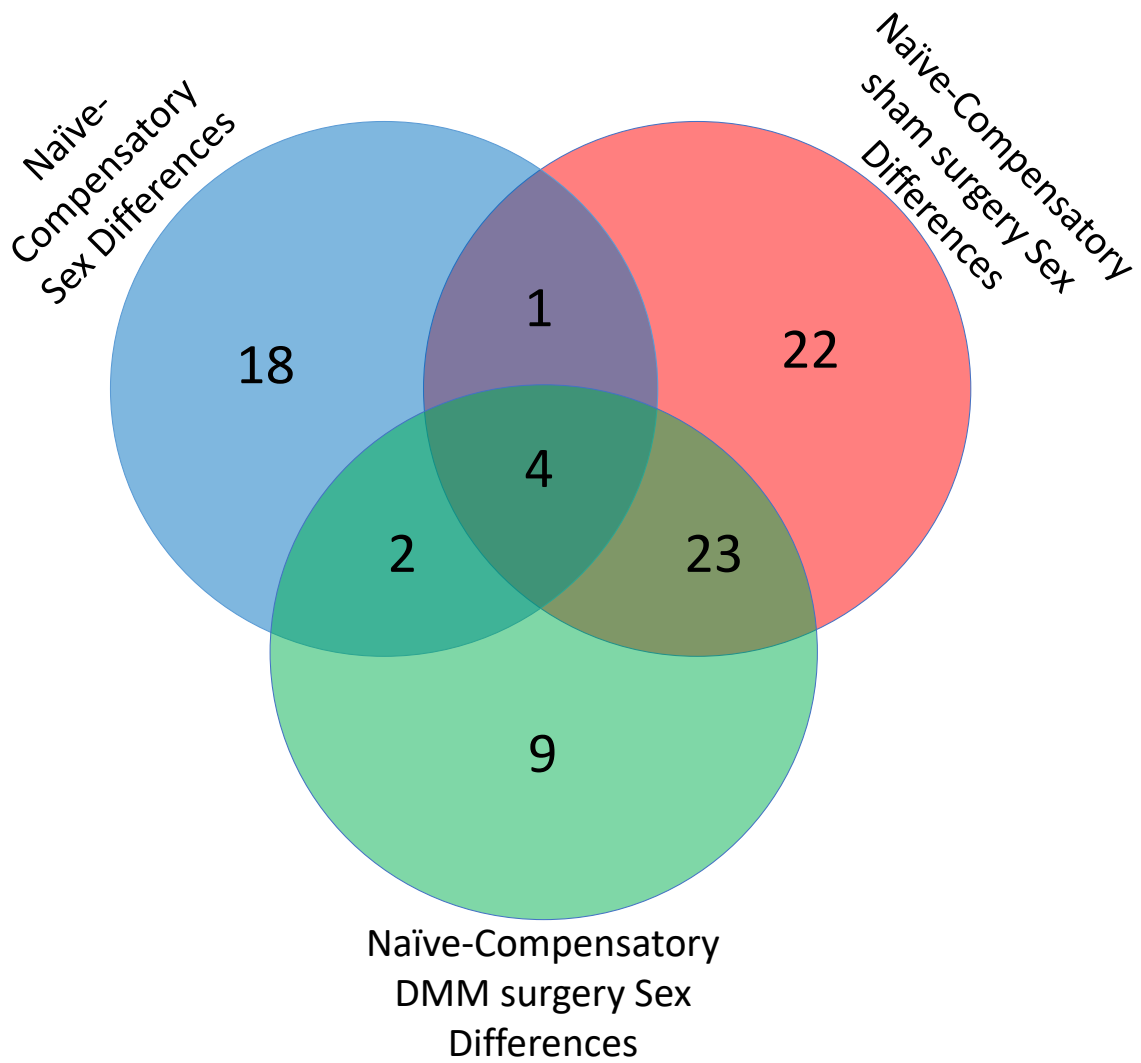 Naïve-
Compensatory
Sex Differences
Naïve-Compensatory
sham surgery Sex
Differences
1
18
22
4
2
23
9
Naïve-Compensatory
DMM surgery Sex
Differences